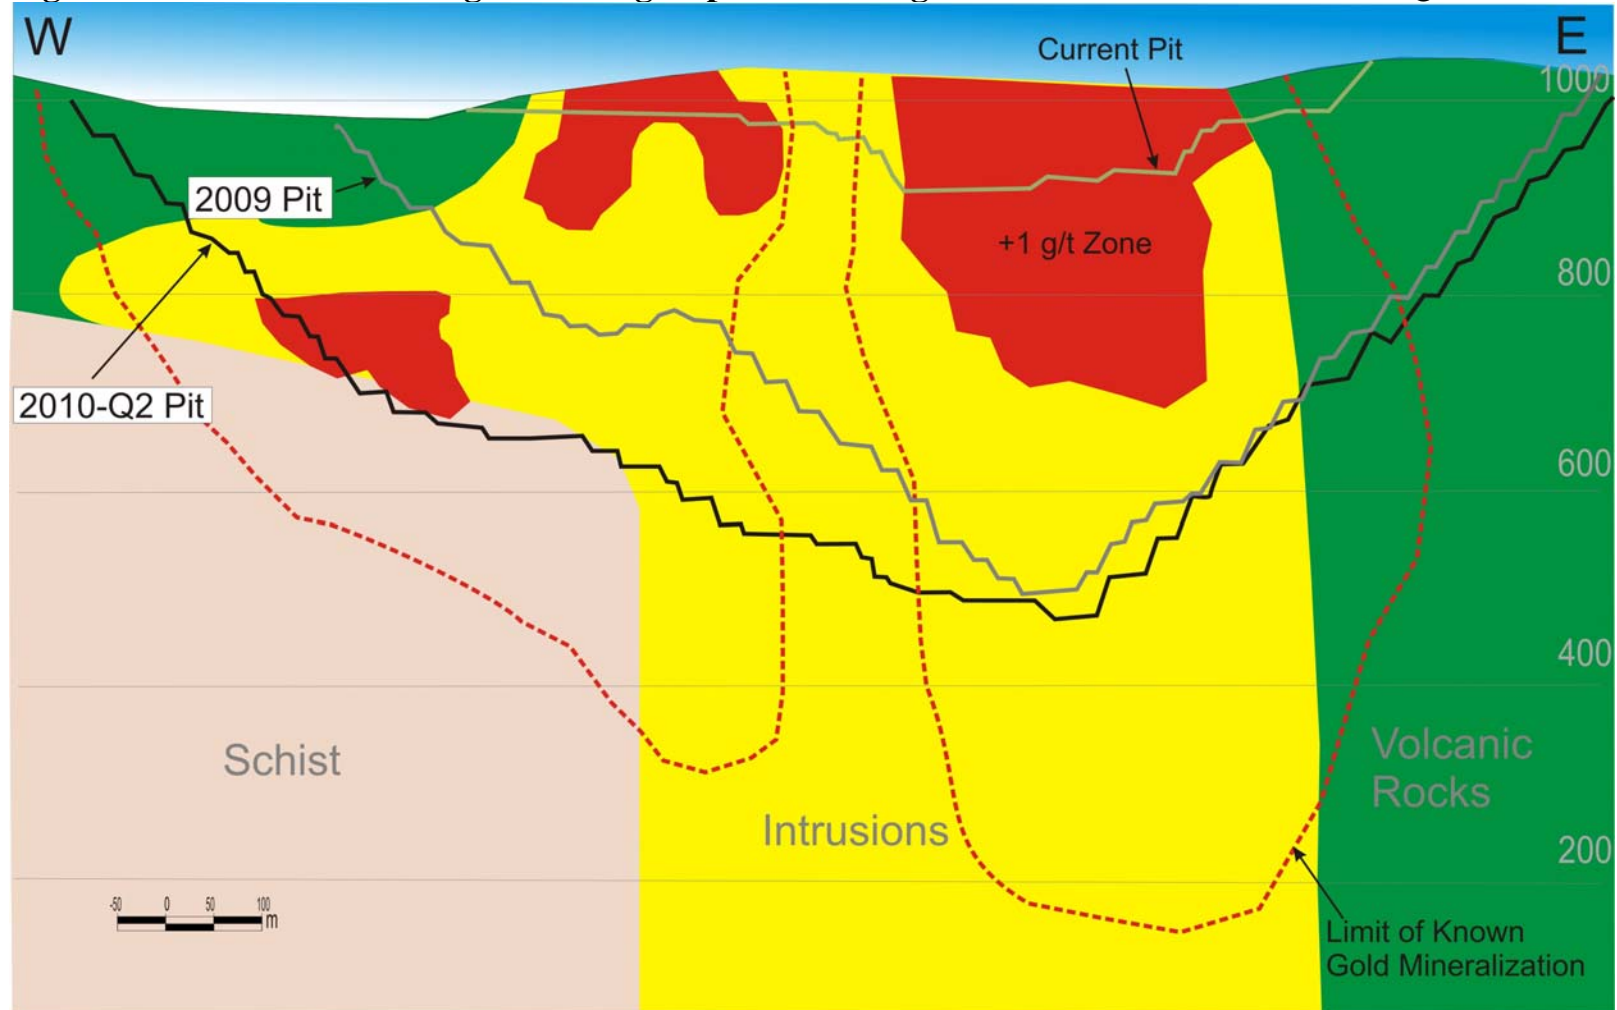 W
E
Current Pit
1000
2009 Pit
+1 g/t Zone
800
2010-Q2 Pit
600
400
Schist
Volcanic
Rocks
Intrusions
200
-50 0 50 100
m
Limit of Known
Gold Mineralization